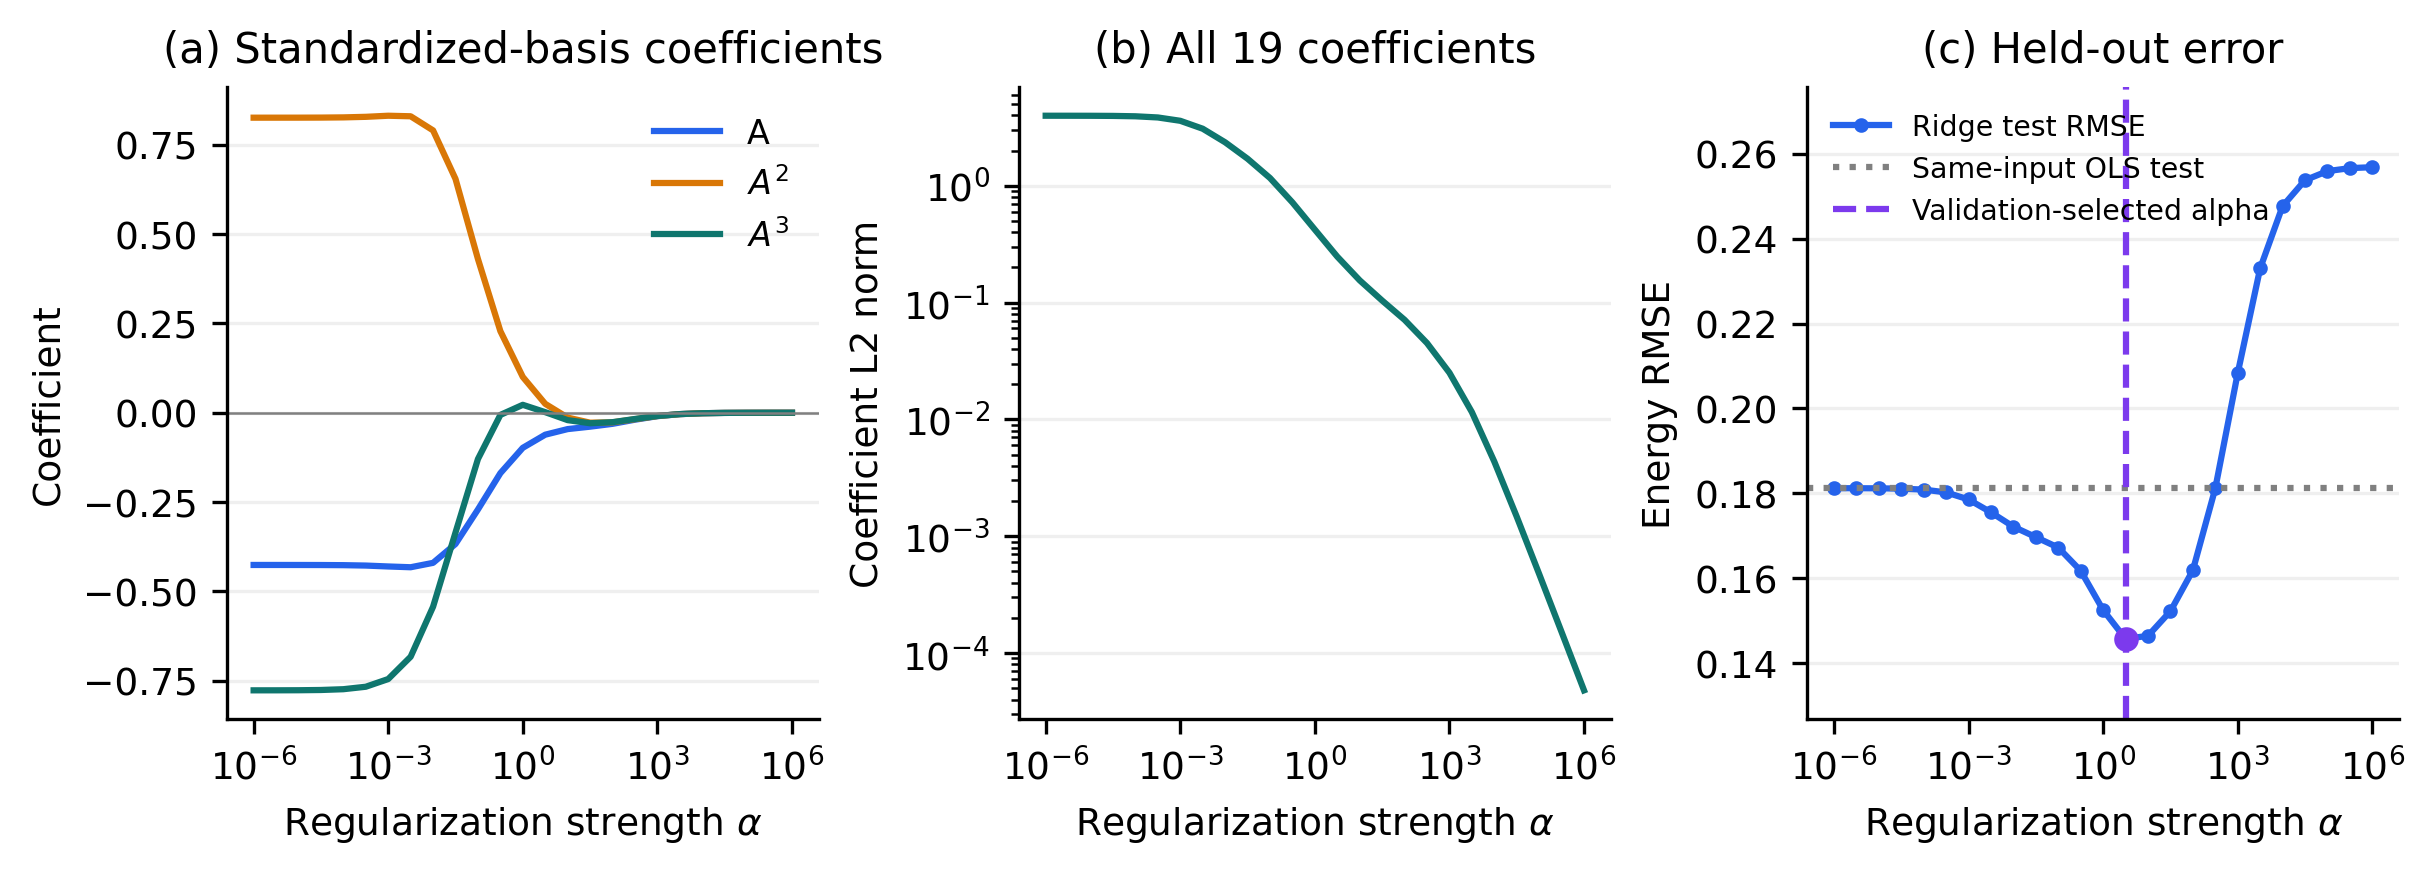 (a) Standardized-basis coefficients
Coefficient
0.75
0.50
0.25
0.00
−0.25
−0.50
−0.75
A
A²
A³
10⁻⁶ 10⁻³ 10⁰ 10³ 10⁶
Regularization strength α
(b) All 19 coefficients
Coefficient L2 norm
10⁰
10⁻¹
10⁻²
10⁻³
10⁻⁴
10⁻⁶ 10⁻³ 10⁰ 10³ 10⁶
Regularization strength α
(c) Held-out error
Energy RMSE
0.26
0.24
0.22
0.20
0.18
0.16
0.14
Ridge test RMSE
Same-input OLS test
Validation-selected alpha
10⁻⁶ 10⁻³ 10⁰ 10³ 10⁶
Regularization strength α